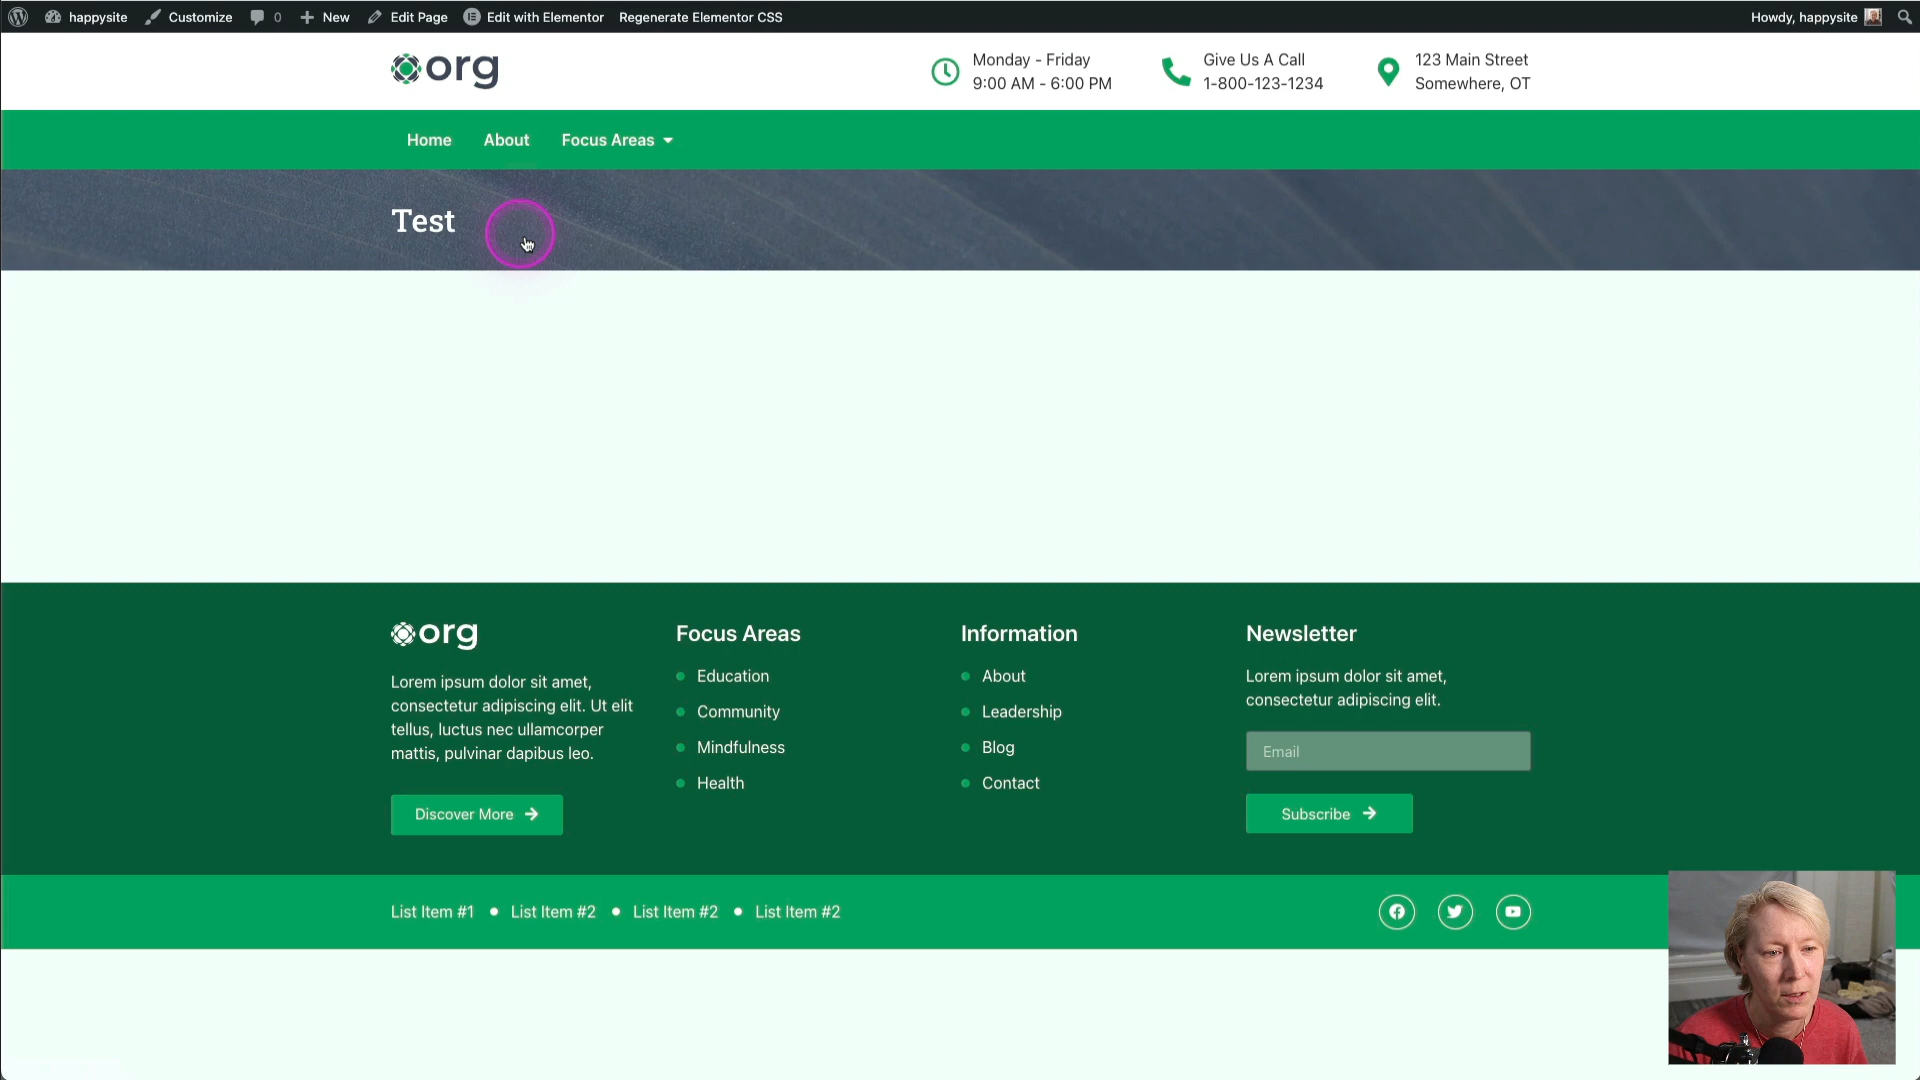 happysite Customize 0 New Edit Page Edit with Elementor Regenerate Elementor CSS Howdy, happysite
org
Monday - Friday
9:00 AM - 6:00 PM
Give Us A Call
1-800-123-1234
123 Main Street
Somewhere, OT
Home About Focus Areas
Test
org
Lorem ipsum dolor sit amet,
consectetur adipiscing elit. Ut elit
tellus, luctus nec ullamcorper
mattis, pulvinar dapibus leo.
Discover More
Focus Areas
Education
Community
Mindfulness
Health
Information
About
Leadership
Blog
Contact
Newsletter
Lorem ipsum dolor sit amet,
consectetur adipiscing elit.
Email
Subscribe
List Item #1 List Item #2 List Item #2 List Item #2